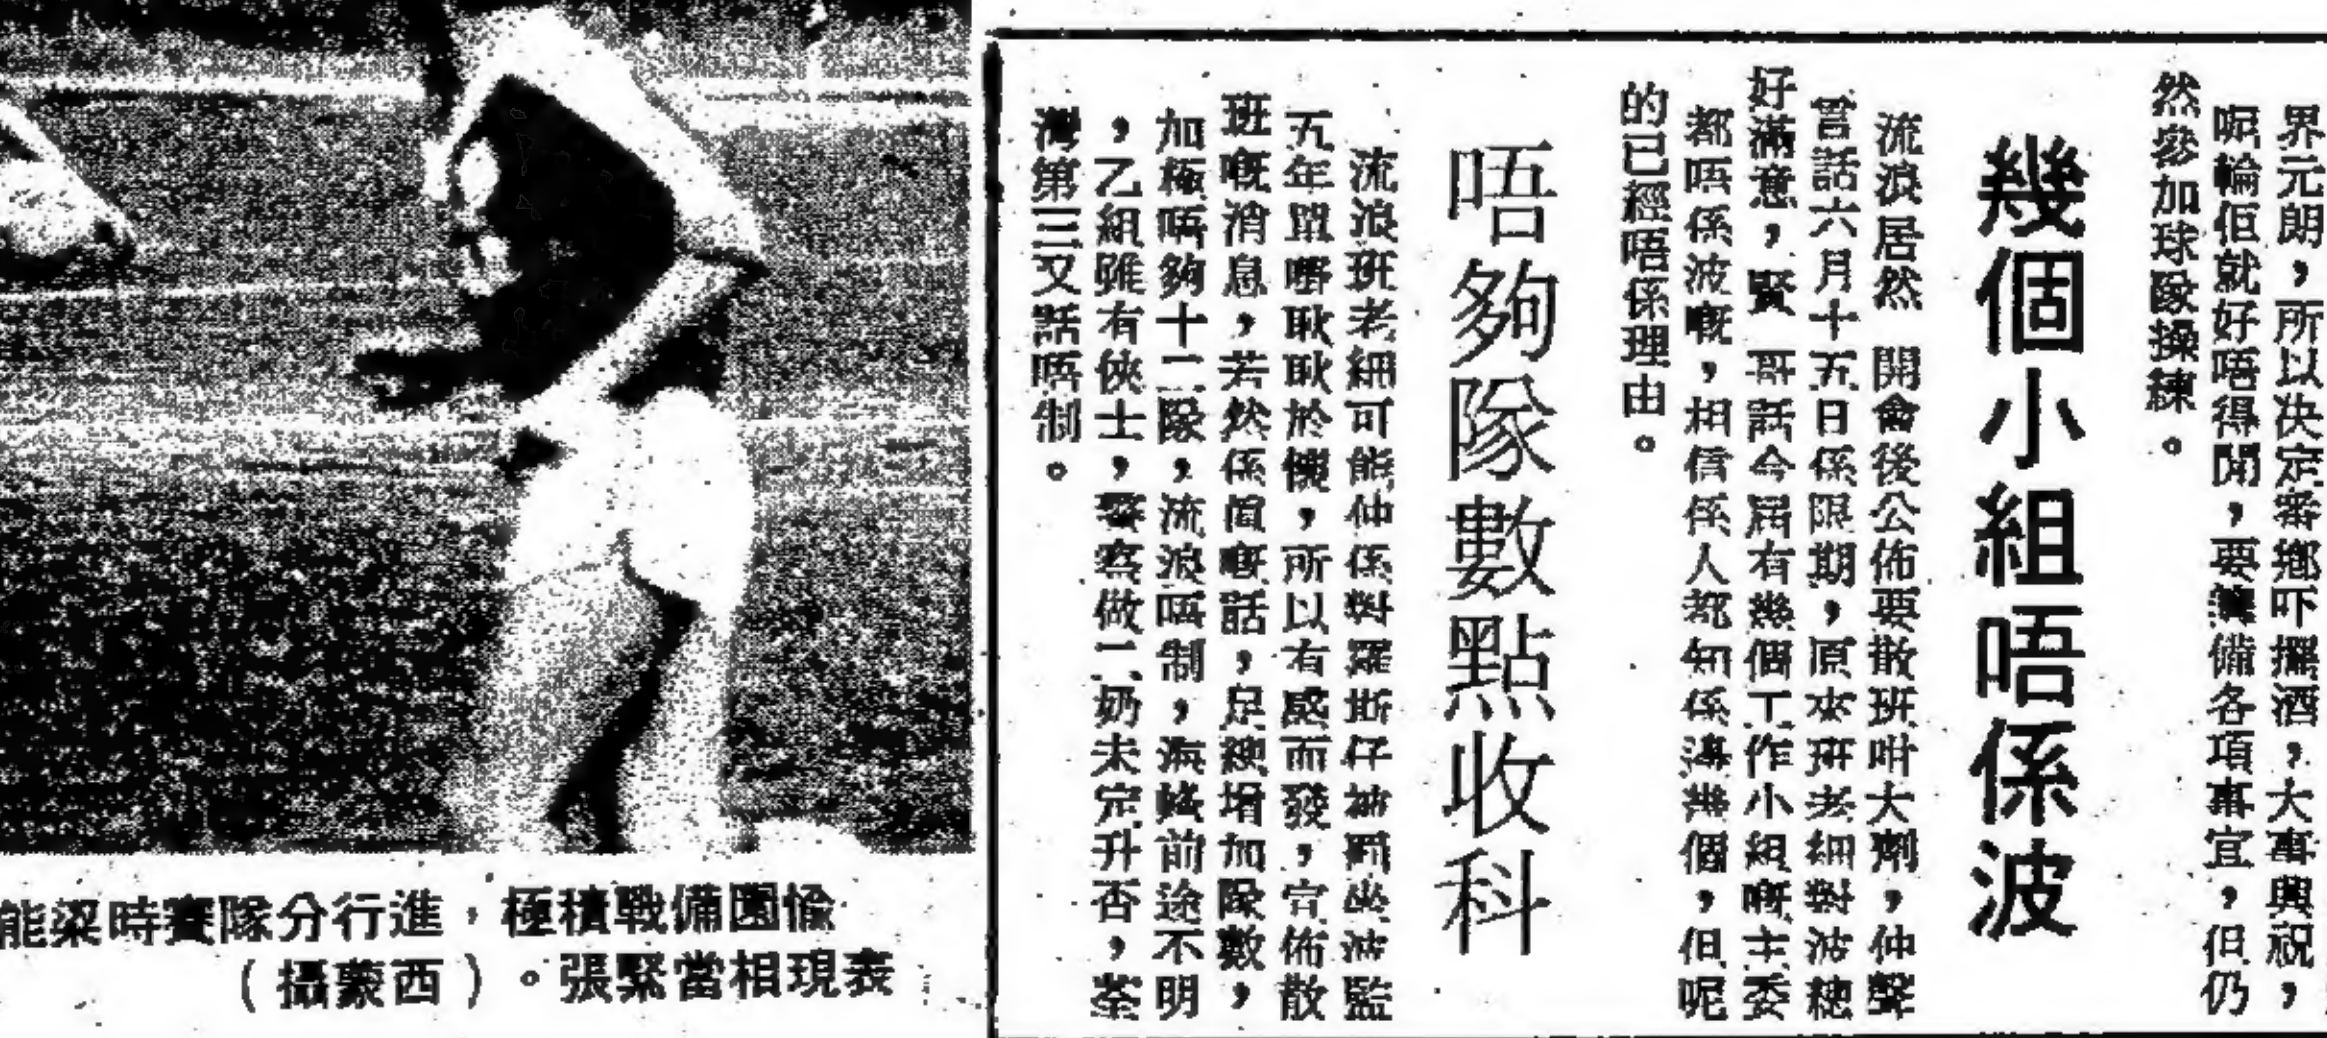 界元朗，所以決定番鄉吓擺酒，大事興祝，
呢輪佢就好唔得閒，要籌備各項事宜，但仍
然參加球隊操練。
幾個小組唔係波
流浪居然 開會後公佈要散班咁大劑，仲聲
言話六月十五日係限期，原來班老細對波總
好滿意，賢 哥話今屆有幾個工作小組嘅主委
都唔係波嘅，相信係人都知係溝幾個，但呢
的已經唔係理由。
唔夠隊數點收科
流浪班老細可能仲係對羅斯仔被罰坐波監
五年單嘢耿耿於懷，所以有感而發，宣佈散
班嘅消息，若然係眞嘅話，足總增加隊數，
加極唔夠十二隊，流浪唔制，海蜂前途不明
，乙組雖有俠士，警察做二奶未定升否，荃
灣第三又話唔制。
愉園備戰積極，進行分隊賽時梁能
表現相當緊張。（西蒙攝）